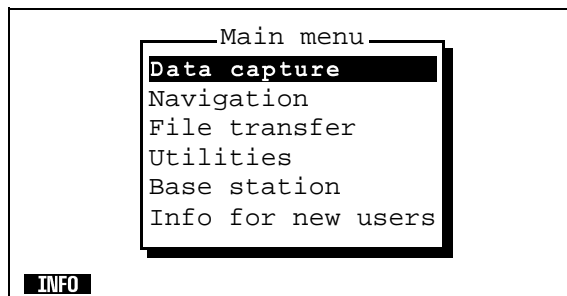 Main menu
Data capture
Navigation
File transfer
Utilities
Base station
Info for new users
INFO